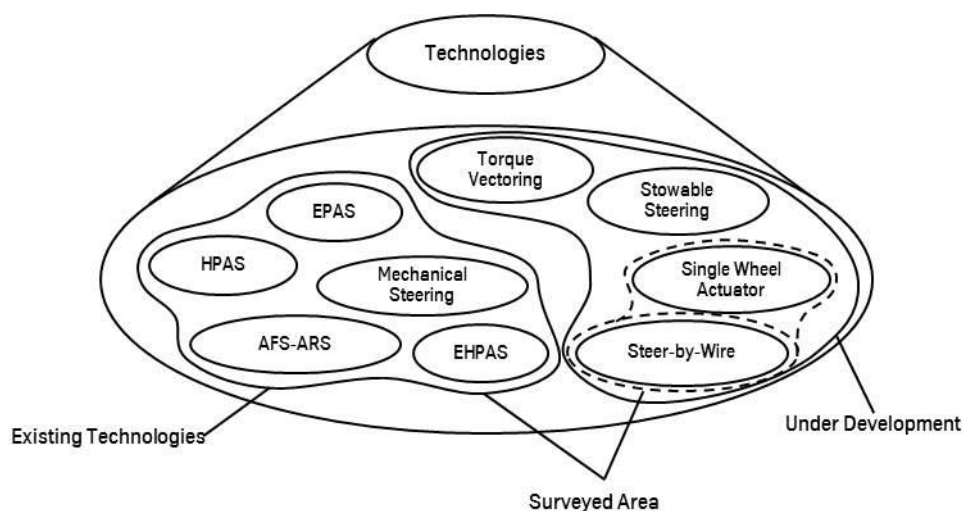 Technologies
Torque
Vectoring
Stowable
Steering
EPAS
HPAS
Mechanical
Steering
Single Wheel
Actuator
AFS-ARS
EHPAS
Steer-by-Wire
Existing Technologies
Under Development
Surveyed Area